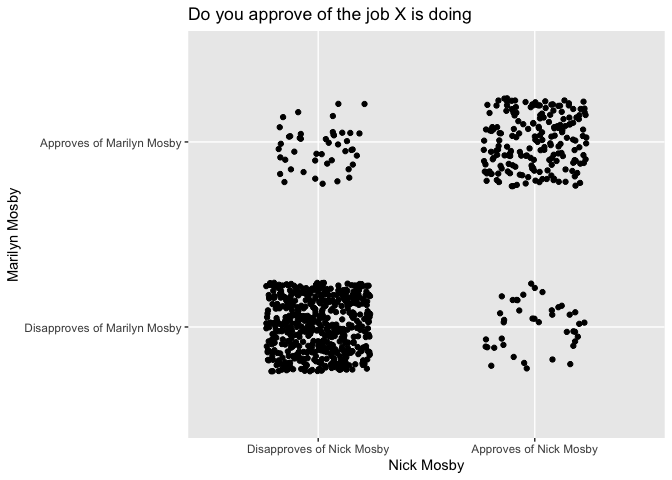 Do you approve of the job X is doing
Marilyn Mosby
Approves of Marilyn Mosby
Disapproves of Marilyn Mosby
Disapproves of Nick Mosby
Approves of Nick Mosby
Nick Mosby